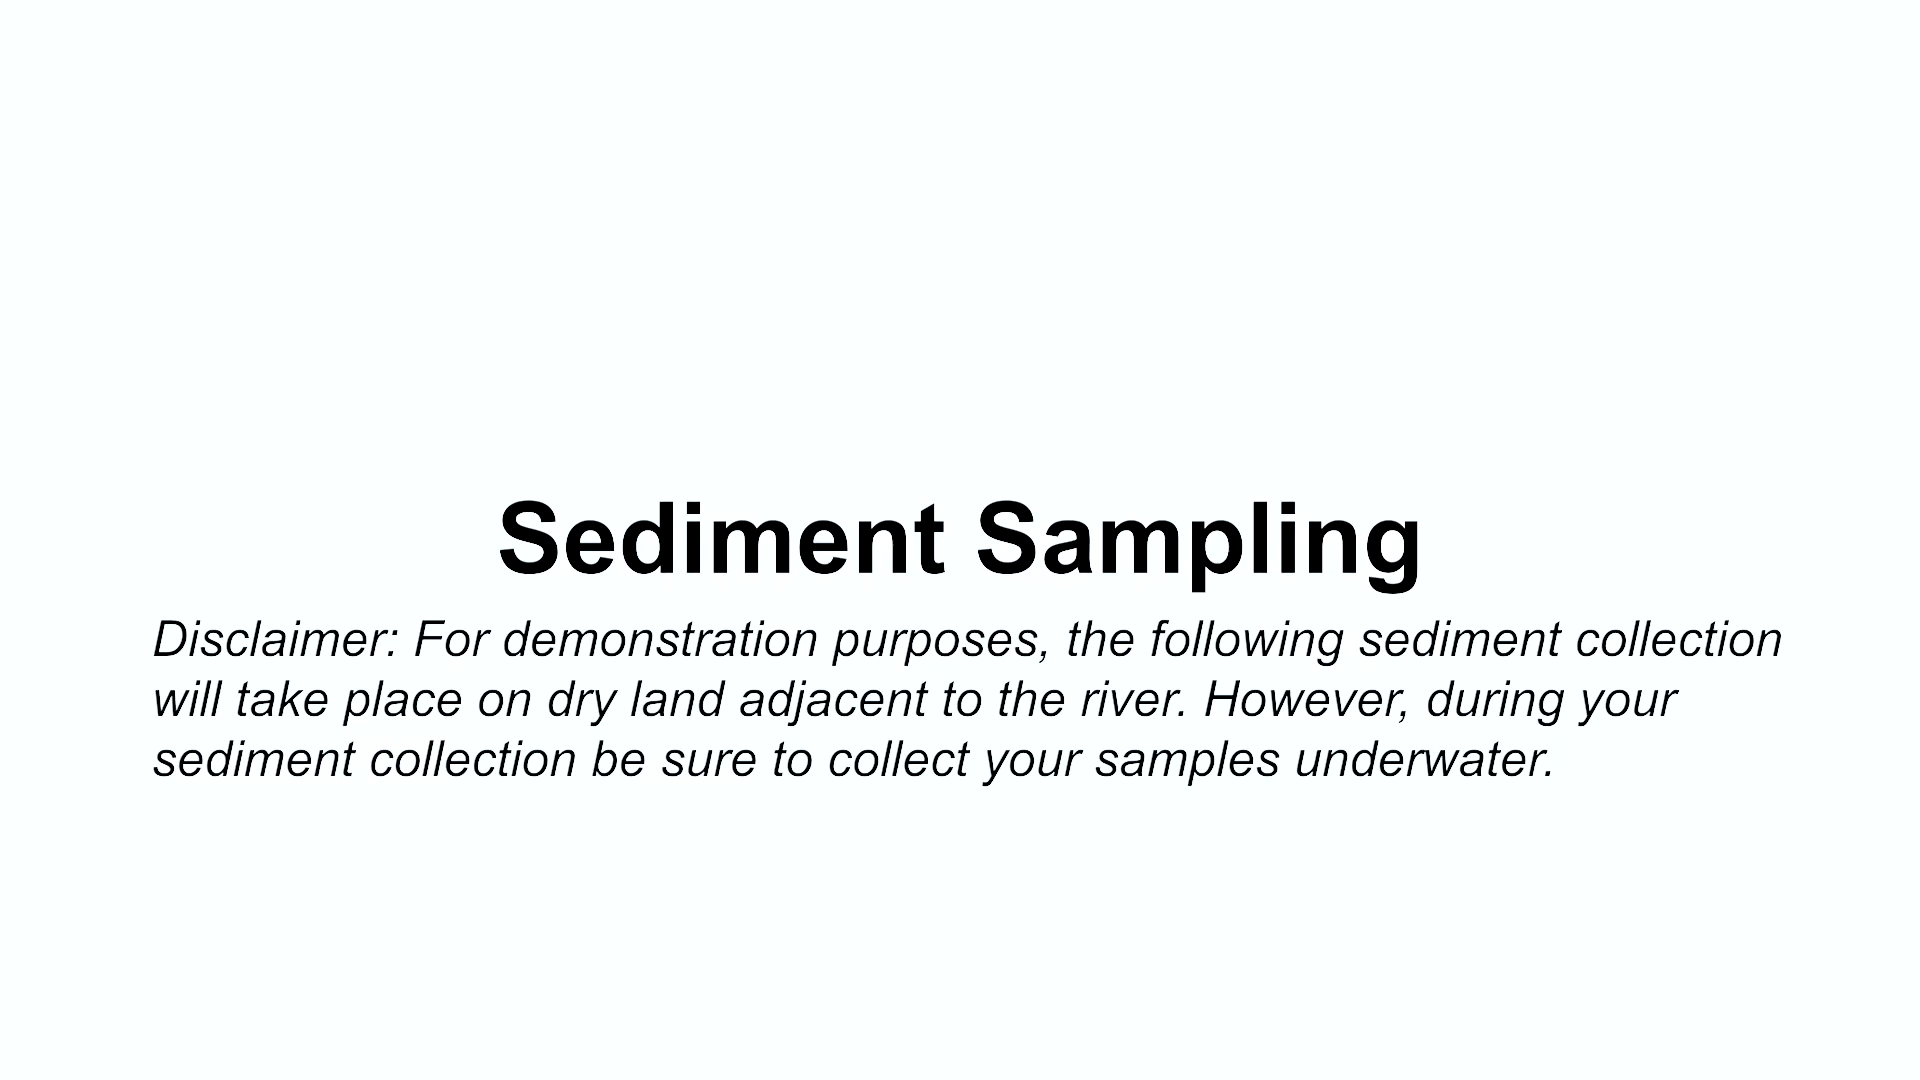 Sediment Sampling
Disclaimer: For demonstration purposes, the following sediment collection
will take place on dry land adjacent to the river. However, during your
sediment collection be sure to collect your samples underwater.